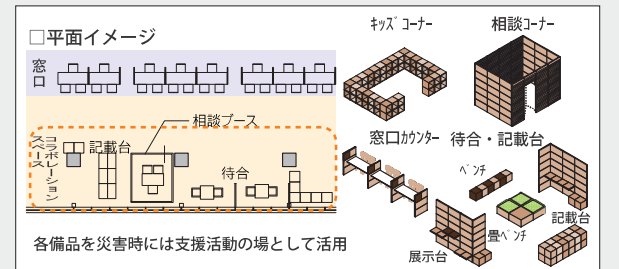 □平面イメージ
窓口
相談ブース
コラボレーション
スペース
記載台
待合
各備品を災害時には支援活動の場として活用
キッズコーナー
相談コーナー
窓口カウンター
待合・記載台
ベンチ
記載台
畳ベンチ
展示台